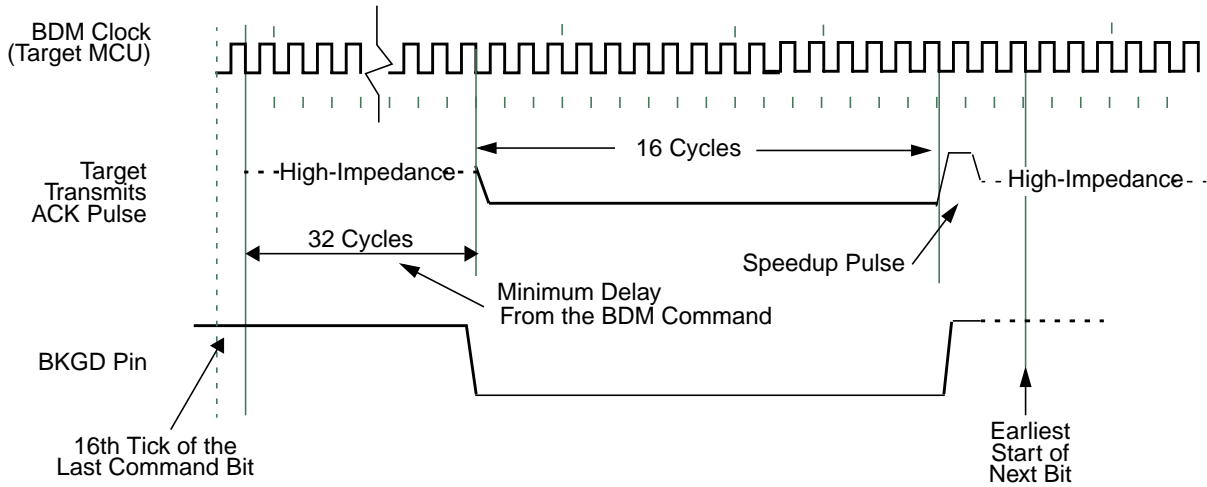 BDM Clock
(Target MCU)
16 Cycles
Target
Transmits
ACK Pulse
High-Impedance
High-Impedance
32 Cycles
Speedup Pulse
Minimum Delay
From the BDM Command
BKGD Pin
16th Tick of the
Last Command Bit
Earliest
Start of
Next Bit